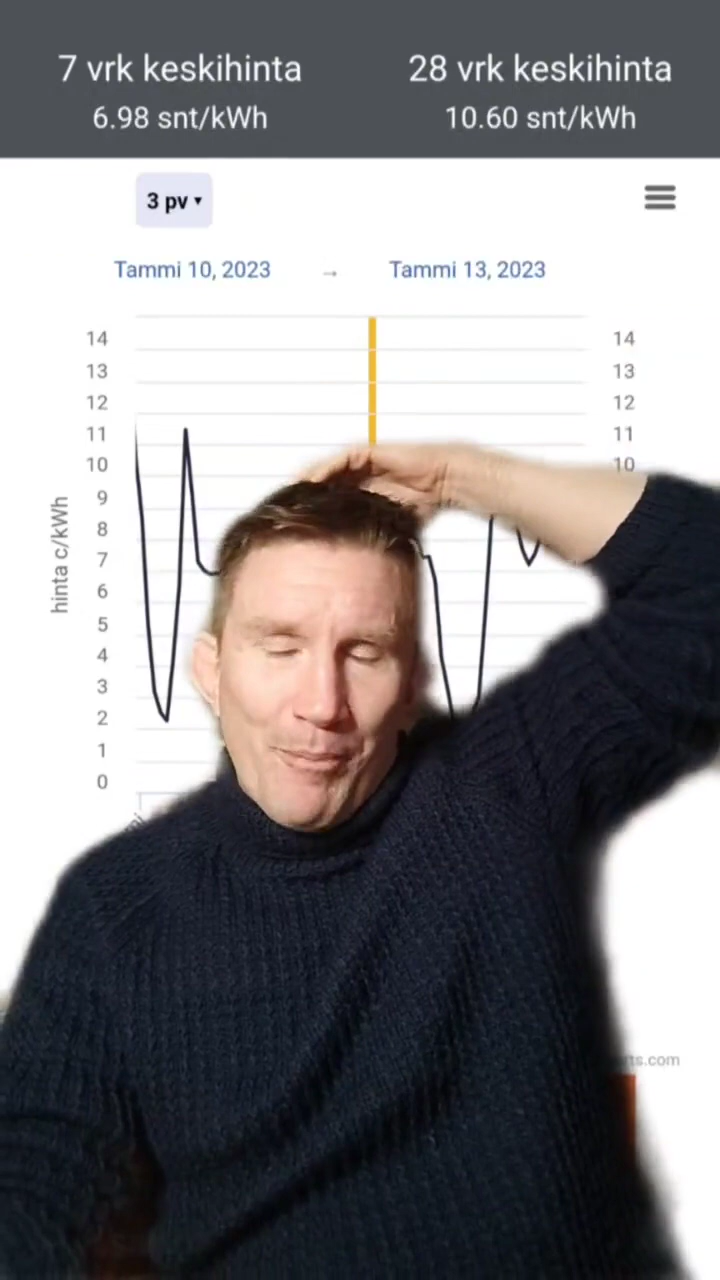 7 vrk keskihinta
6.98 snt/kWh
28 vrk keskihinta
10.60 snt/kWh
3 pv
Tammi 10, 2023 → Tammi 13, 2023
hinta c/kWh
14
13
12
11
10
9
8
7
6
5
4
3
2
1
0
14
13
12
11
10